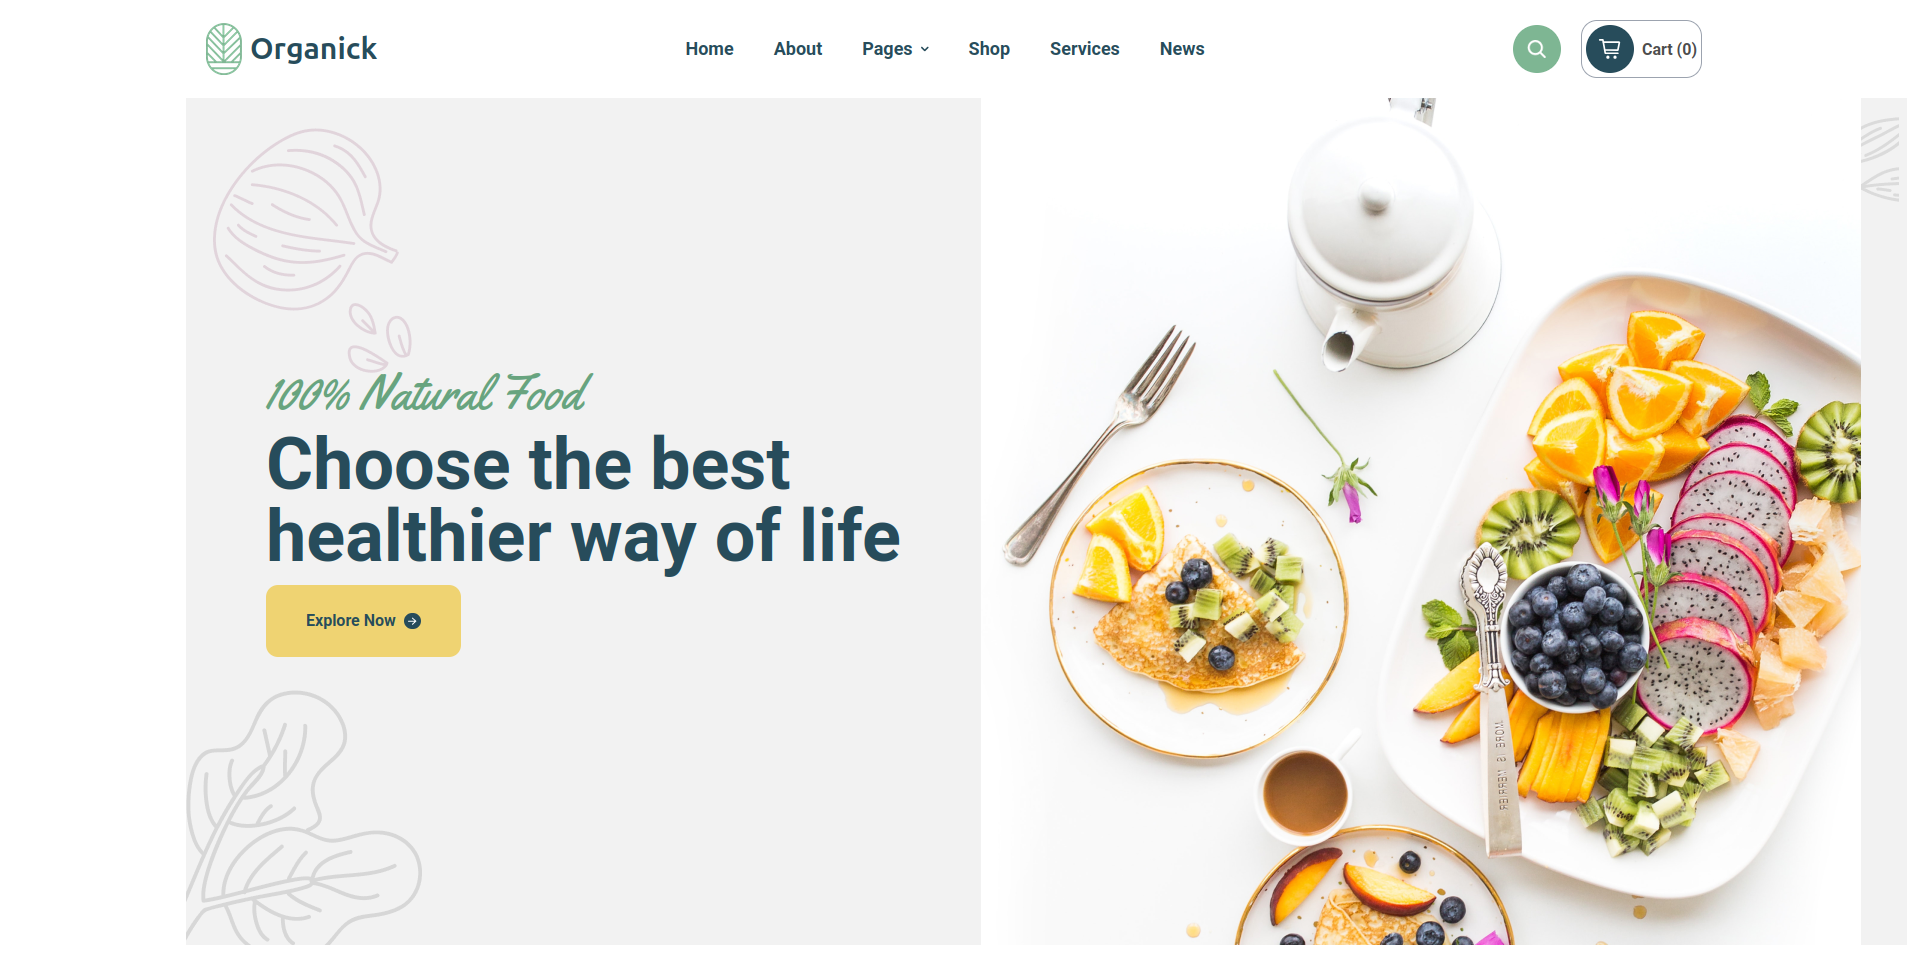 Organick
Home About Pages Shop Services News
Cart (0)
100% Natural Food
Choose the best
healthier way of life
Explore Now